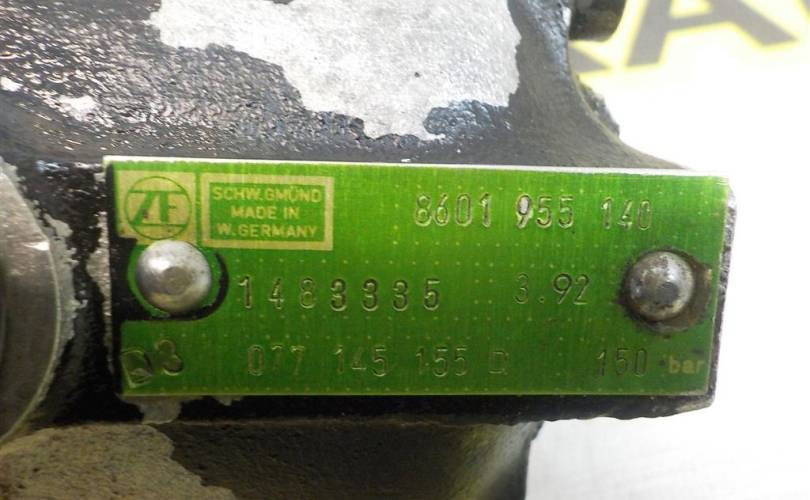 ZF
SCHW.GMÜND
MADE IN
W. GERMANY
8601 955 140
1483335 3.92
077 145 155 D 150 bar